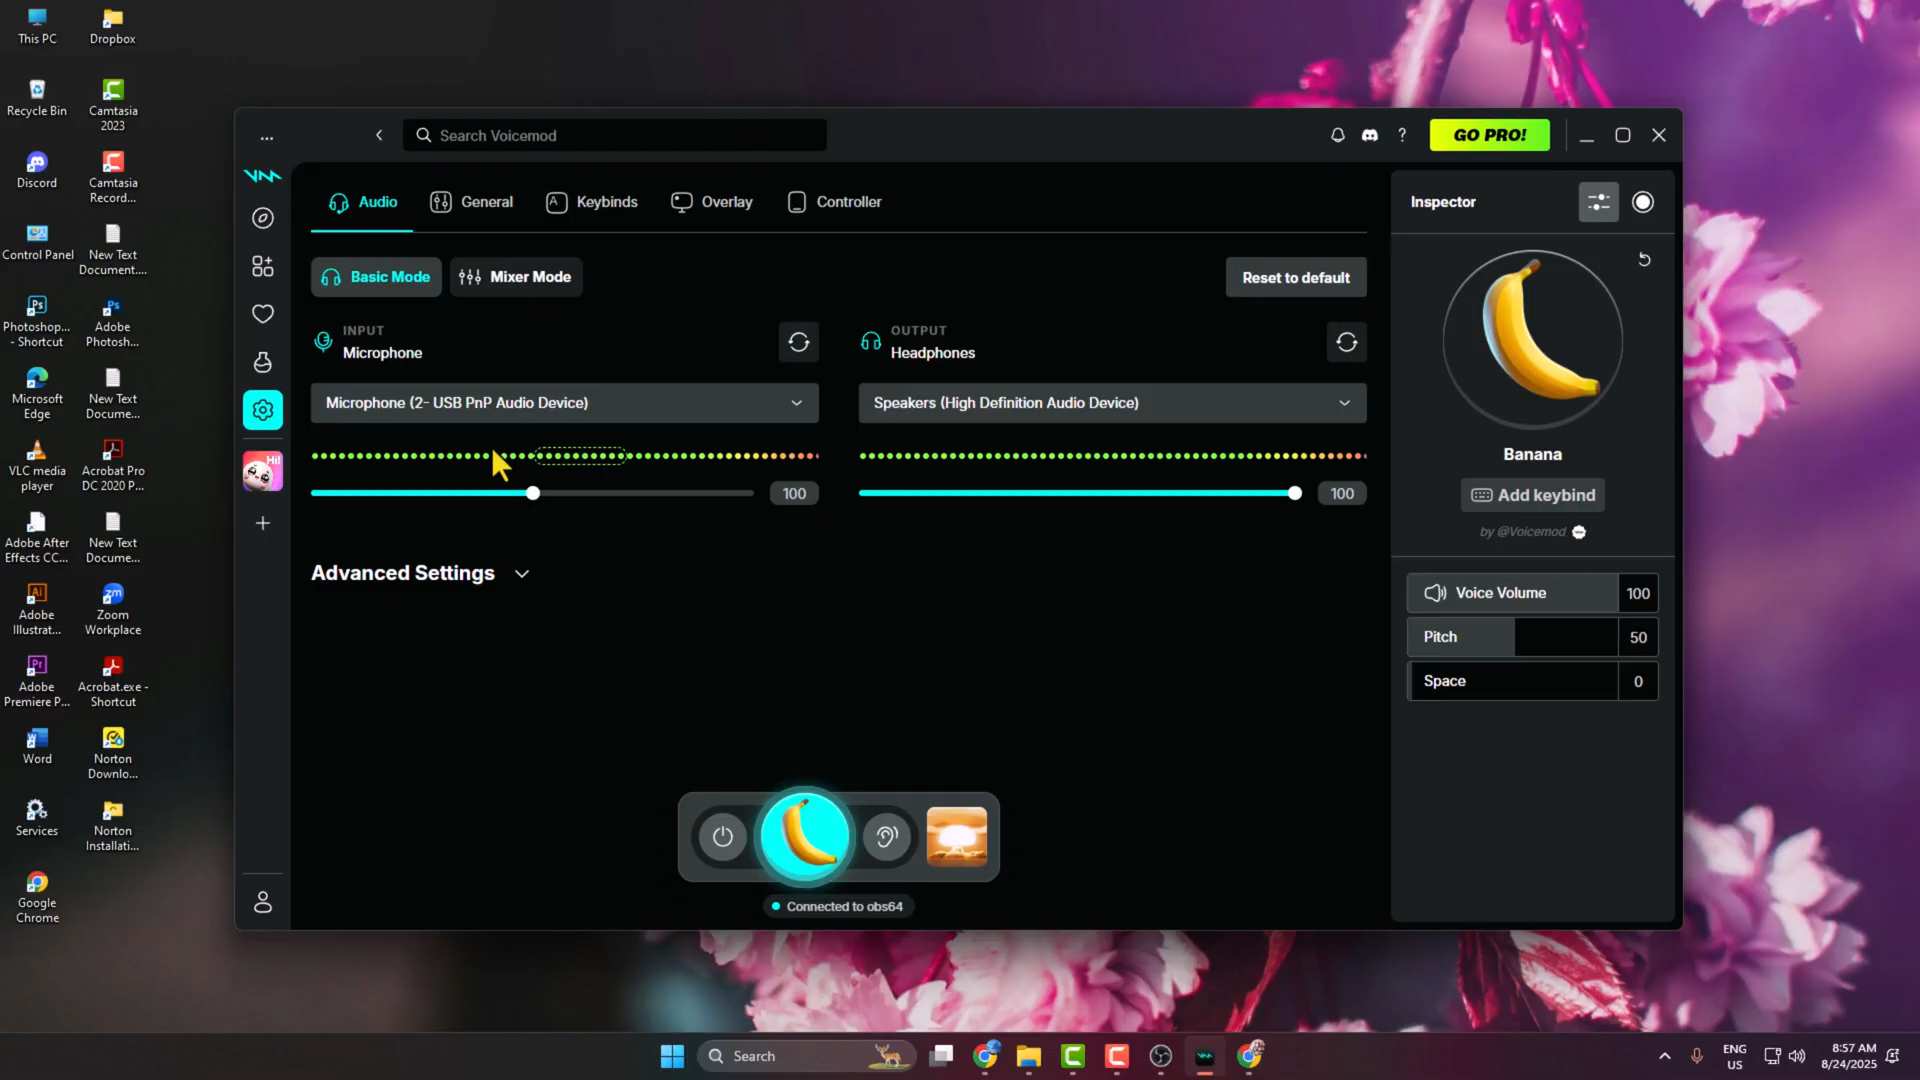 This PC
Dropbox
Recycle Bin
Camtasia
2023
Discord
Camtasia
Record...
Control Panel
New Text
Document....
Photoshop...
- Shortcut
Adobe
Photosh...
Microsoft
Edge
New Text
Docume...
VLC media
player
Acrobat Pro
DC 2020 P...
Adobe After
Effects CC...
New Text
Docume...
Adobe
Illustrat...
Zoom
Workplace
Adobe
Premiere P...
Acrobat.exe -
Shortcut
Word
Norton
Downlo...
Services
Norton
Installati...
Google
Chrome
...
Search Voicemod
?
GO PRO!
Audio
General
Keybinds
Overlay
Controller
Basic Mode
Mixer Mode
Reset to default
INPUT
Microphone
OUTPUT
Headphones
Microphone (2- USB PnP Audio Device)
Speakers (High Definition Audio Device)
100
100
Advanced Settings
Hi!
Connected to obs64
Inspector
Banana
Add keybind
by @Voicemod
Voice Volume 100
Pitch 50
Space 0
Search
ENG
US
8:57 AM
8/24/2025